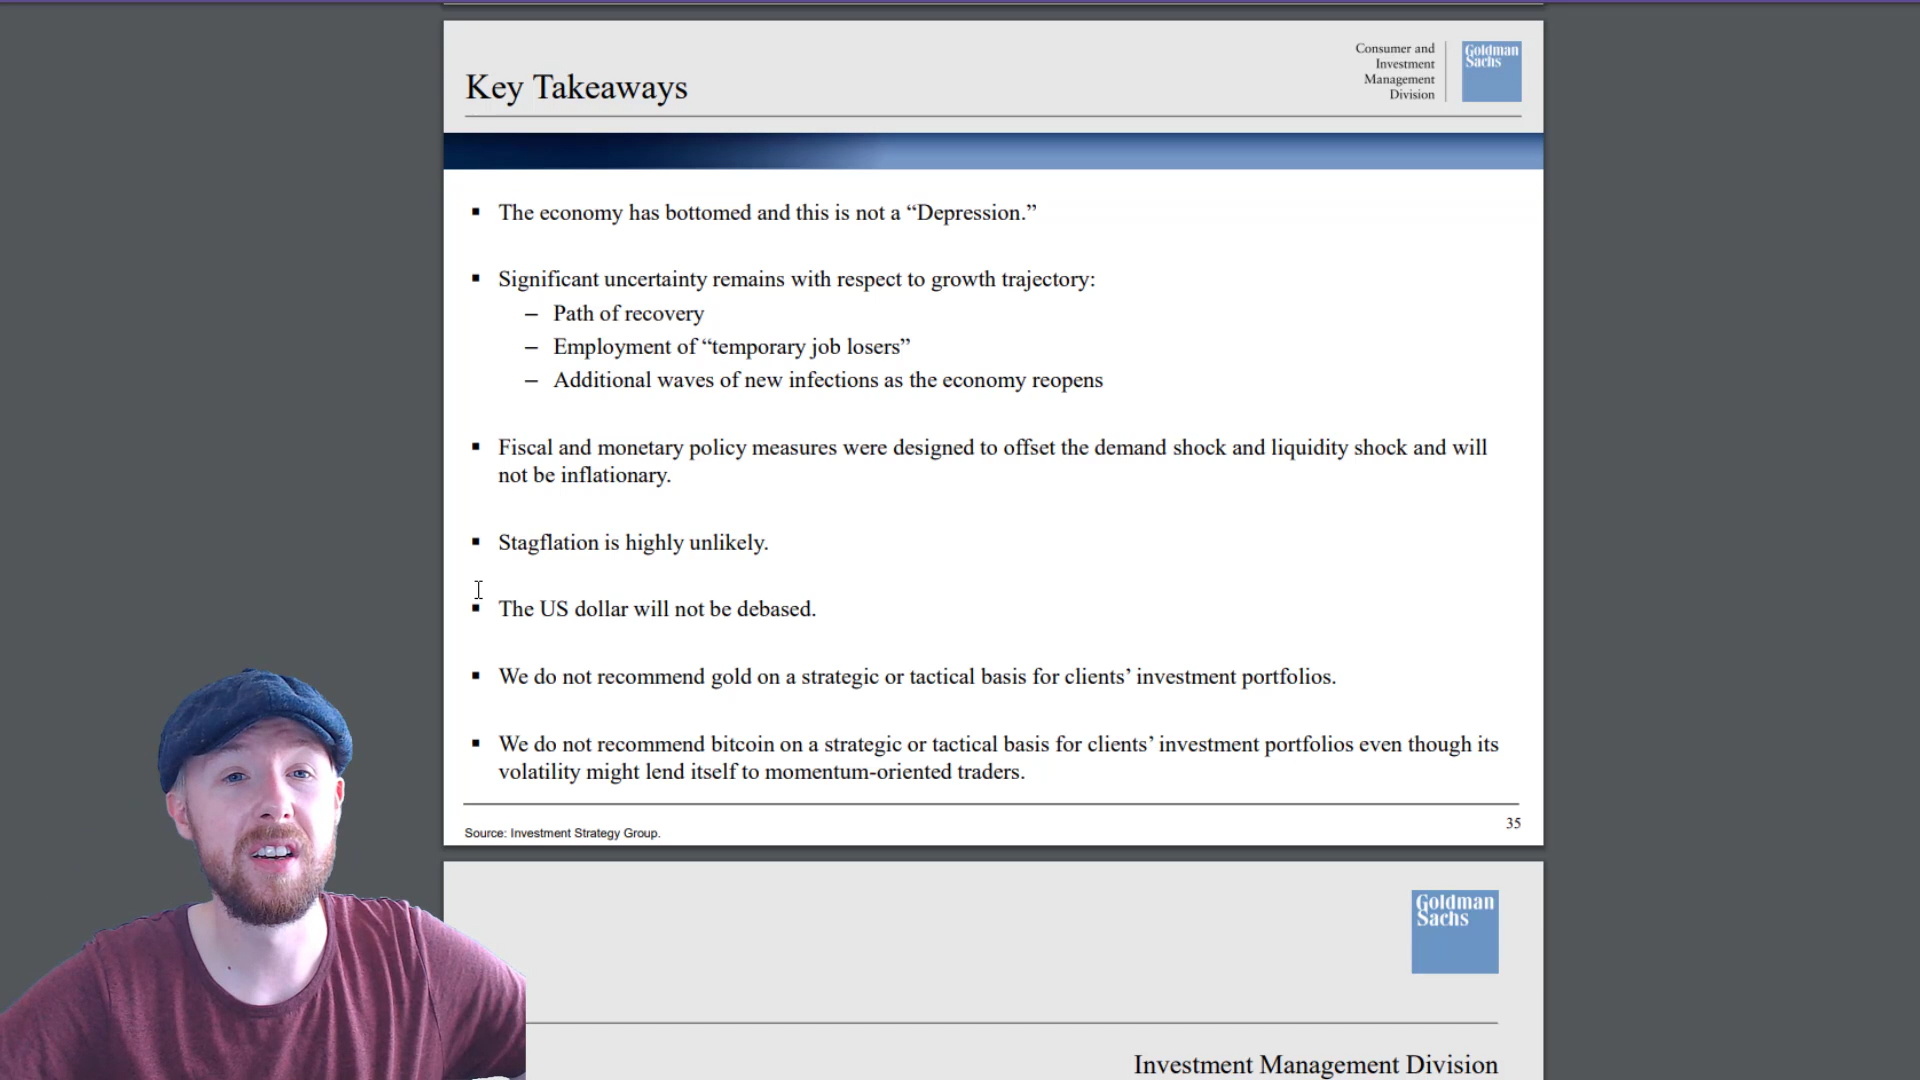 Key Takeaways
Consumer and
Investment
Management
Division
Goldman
Sachs
▪ The economy has bottomed and this is not a “Depression.”
▪ Significant uncertainty remains with respect to growth trajectory:
– Path of recovery
– Employment of “temporary job losers”
– Additional waves of new infections as the economy reopens
▪ Fiscal and monetary policy measures were designed to offset the demand shock and liquidity shock and will
not be inflationary.
▪ Stagflation is highly unlikely.
▪ The US dollar will not be debased.
▪ We do not recommend gold on a strategic or tactical basis for clients’ investment portfolios.
▪ We do not recommend bitcoin on a strategic or tactical basis for clients’ investment portfolios even though its
volatility might lend itself to momentum-oriented traders.
Source: Investment Strategy Group.
35
Goldman
Sachs
Investment Management Division